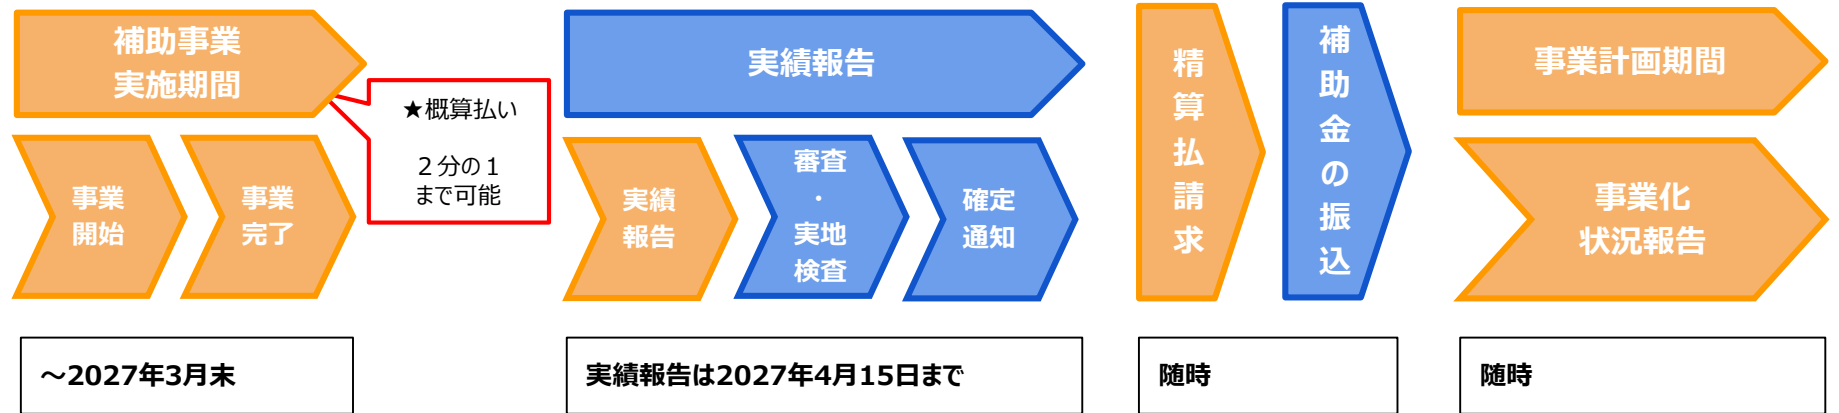 補助事業
実施期間
事業
開始
事業
完了
★概算払い
２分の１
まで可能
実績報告
実績
報告
審査
・
実地
検査
確定
通知
精算払請求
補助金の振込
事業計画期間
事業化
状況報告
～2027年3月末
実績報告は2027年4月15日まで
随時
随時